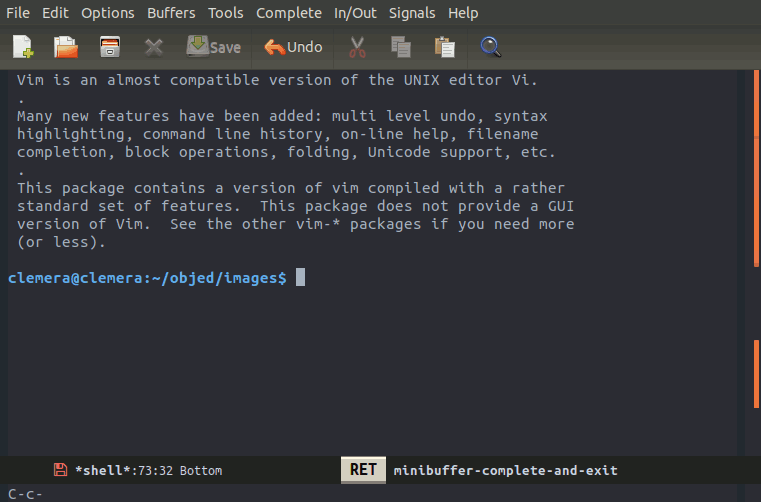 File Edit Options Buffers Tools Complete In/Out Signals Help
Save Undo
Vim is an almost compatible version of the UNIX editor Vi.
.
Many new features have been added: multi level undo, syntax
highlighting, command line history, on-line help, filename
completion, block operations, folding, Unicode support, etc.
.
This package contains a version of vim compiled with a rather
standard set of features.  This package does not provide a GUI
version of Vim.  See the other vim-* packages if you need more
(or less).
clemera@clemera:~/objed/images$
*shell*:73:32 Bottom RET minibuffer-complete-and-exit
C-c-